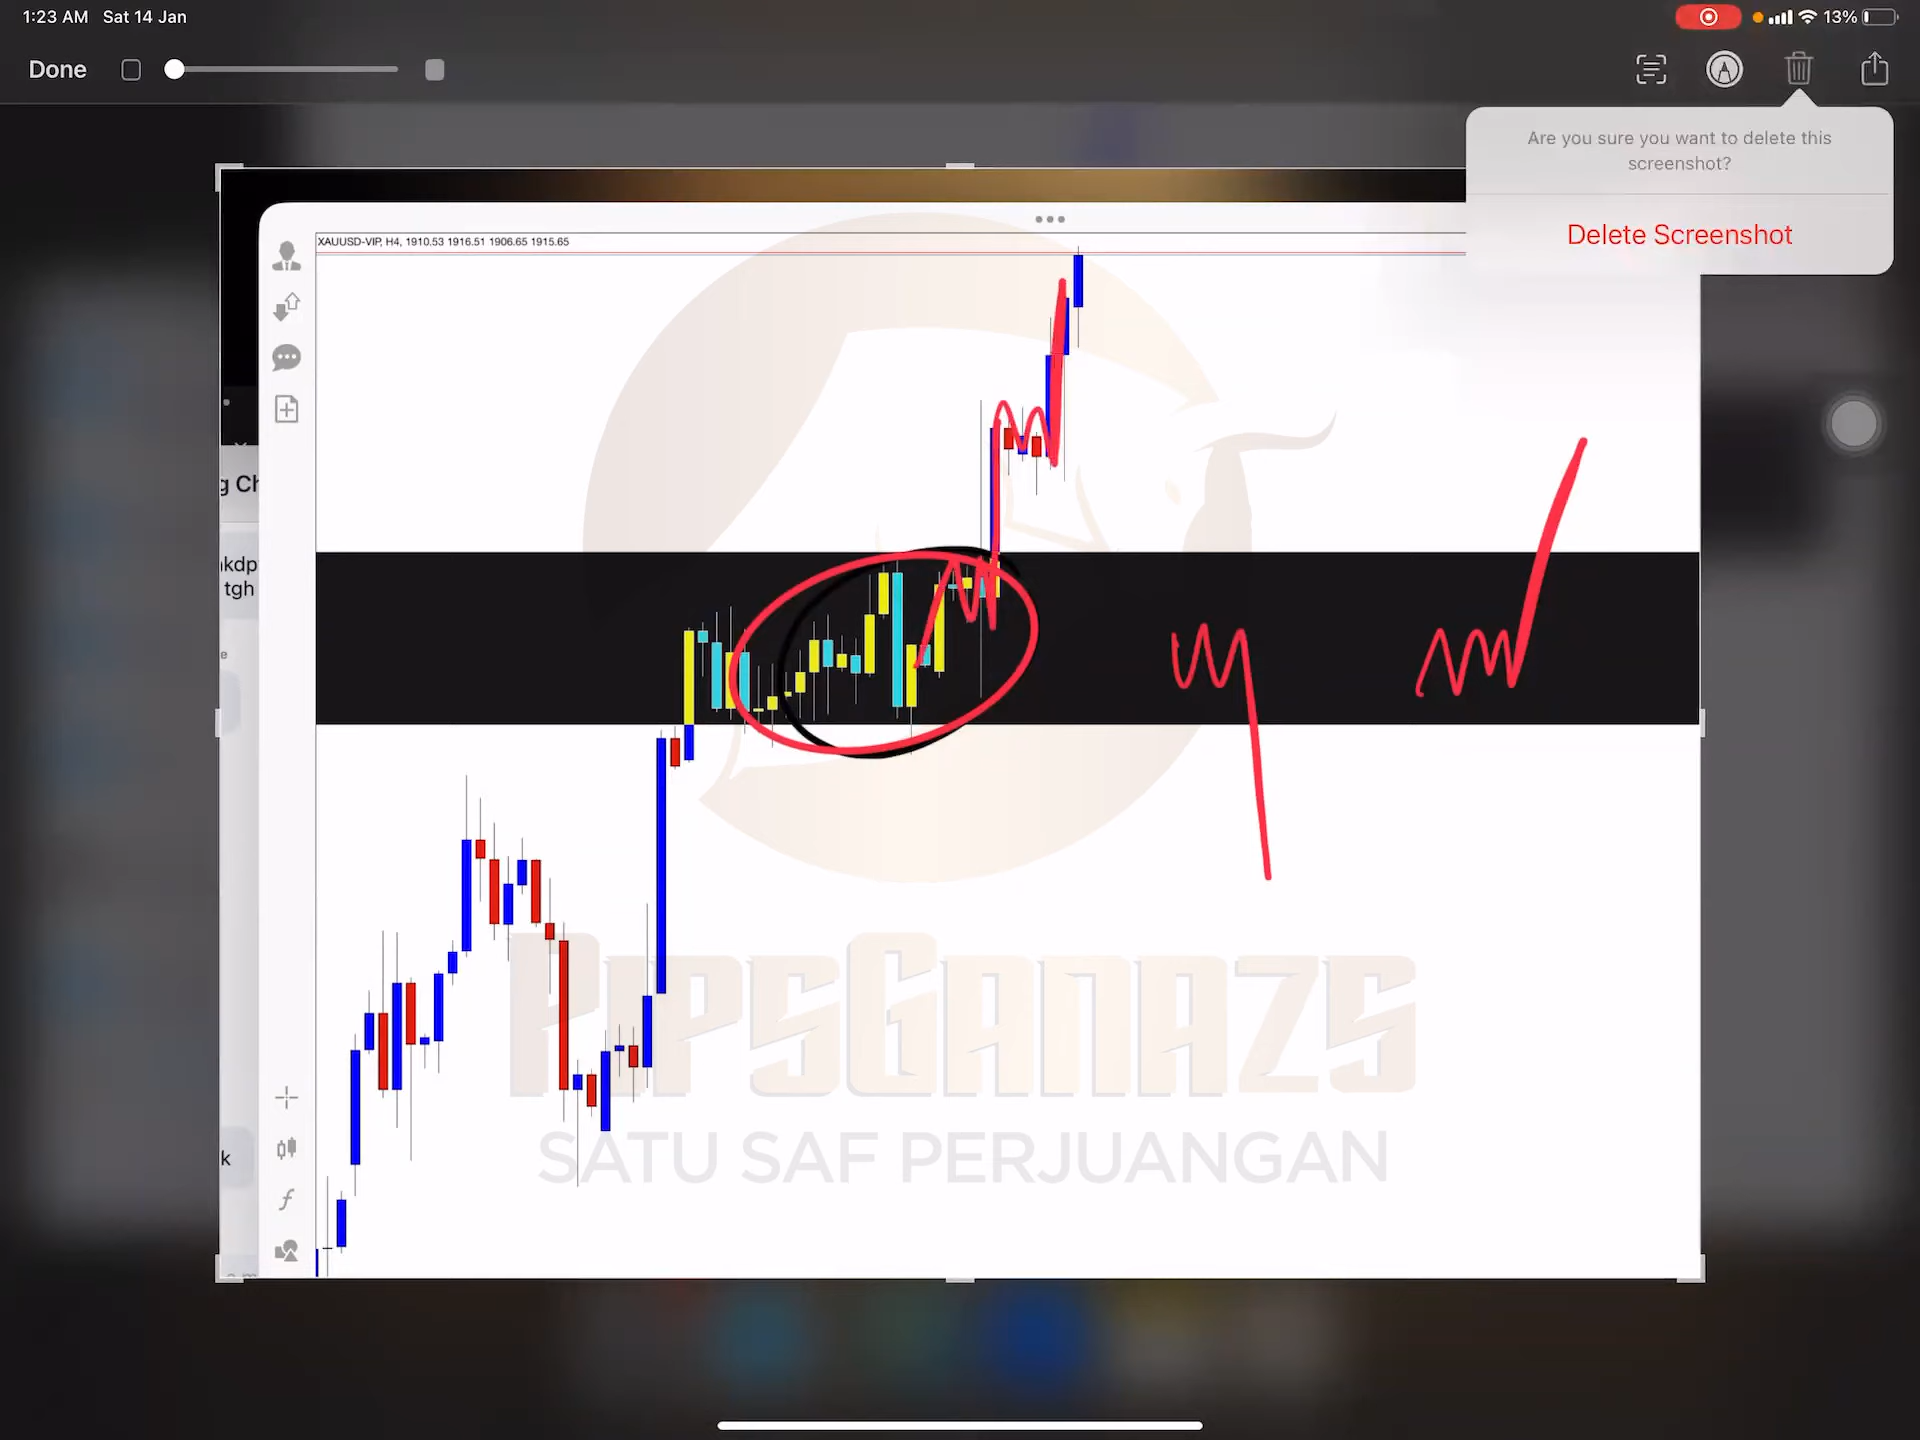 1:23 AM Sat 14 Jan
13%
Done
Are you sure you want to delete this
screenshot?
Delete Screenshot
XAUUSD-VIP, H4, 1910.53 1916.51 1906.65 1915.65
g Ch
kdp
tgh
e
k
PIPSGANAZS
SATU SAF PERJUANGAN